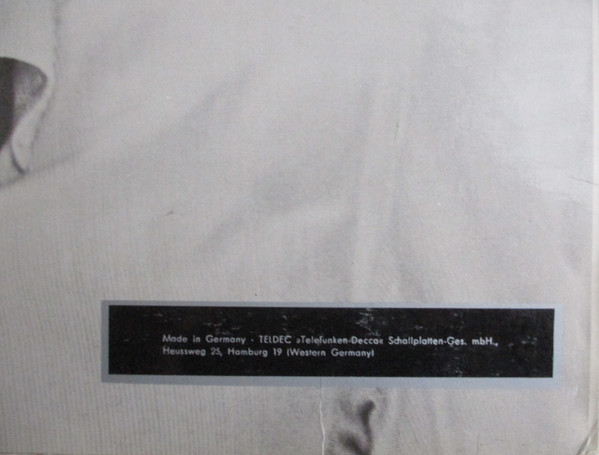 Made in Germany · TELDEC »Telefunken-Decca« Schallplatten-Ges. mbH.,
Heussweg 25, Hamburg 19 (Western Germany)